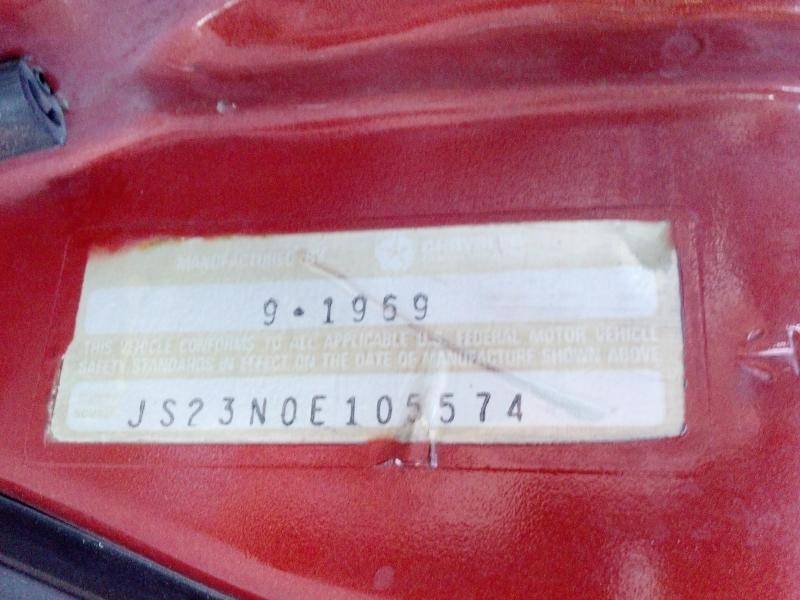 MANUFACTURED BY CHRYSLER
9•1969
THIS VEHICLE CONFORMS TO ALL APPLICABLE U.S. FEDERAL MOTOR VEHICLE
SAFETY STANDARDS IN EFFECT ON THE DATE OF MANUFACTURE SHOWN ABOVE
JS23N0E105574